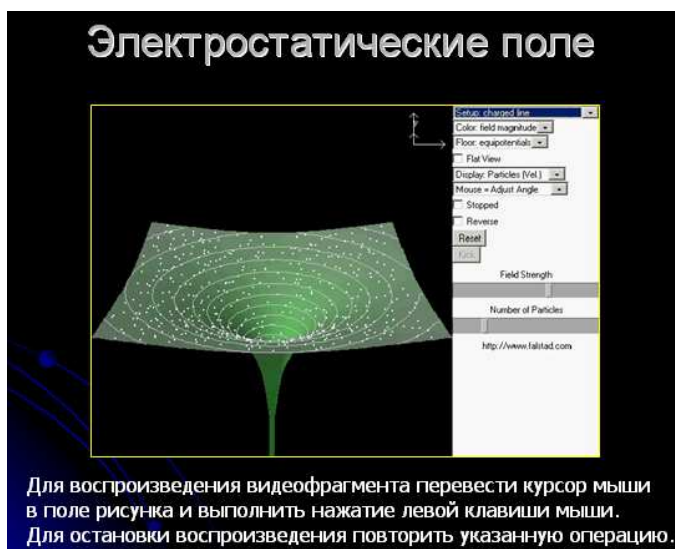 Электростатические поле
Setup: charged line
Color: field magnitude
Floor: equipotentials
Flat View
Display: Particles (Vel.)
Mouse = Adjust Angle
Stopped
Reverse
Reset
Kick
Field Strength
Number of Particles
http://www.falstad.com
Для воспроизведения видеофрагмента перевести курсор мыши
в поле рисунка и выполнить нажатие левой клавиши мыши.
Для остановки воспроизведения повторить указанную операцию.